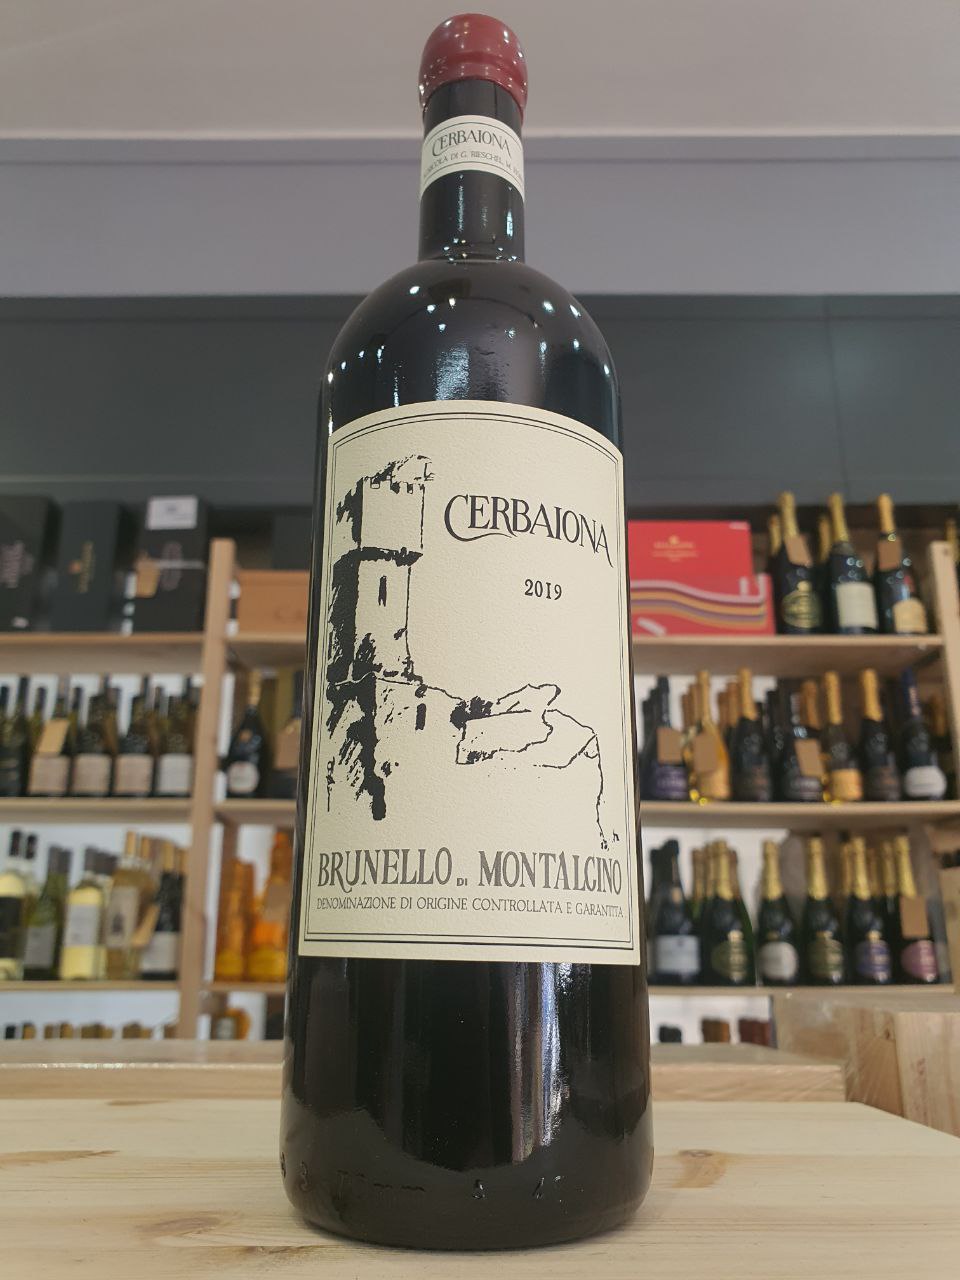 CERBAIONA
CERBAIONA
2019
BRUNELLO DI MONTALCINO
DENOMINAZIONE DI ORIGINE CONTROLLATA E GARANTITA